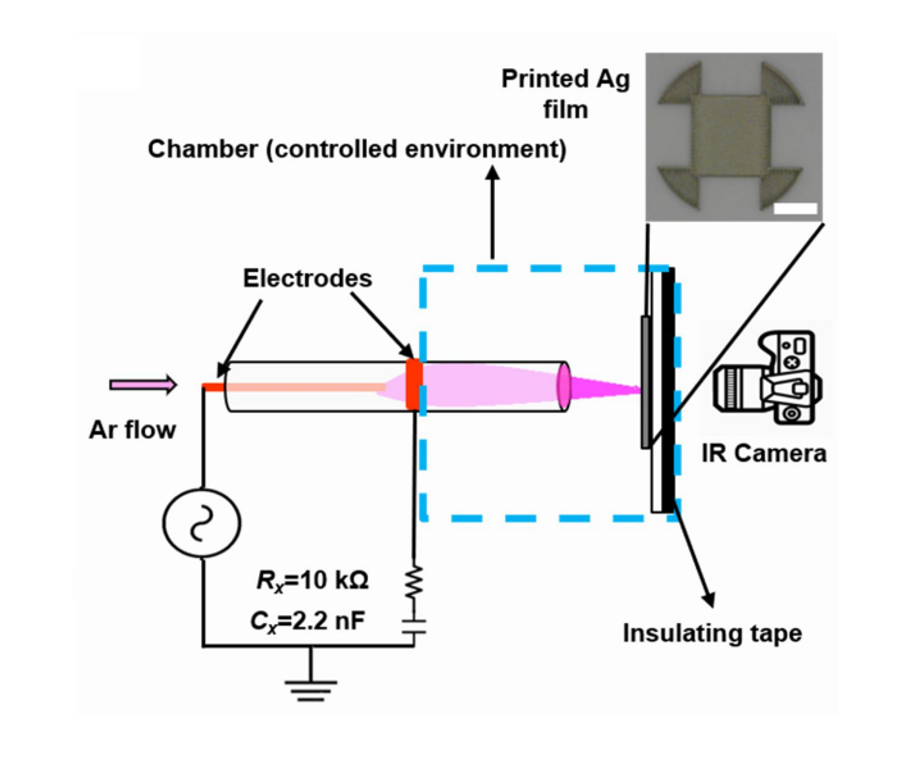 Printed Ag
film
Chamber (controlled environment)
Electrodes
Ar flow
IR Camera
Rx=10 kΩ
Cx=2.2 nF
Insulating tape